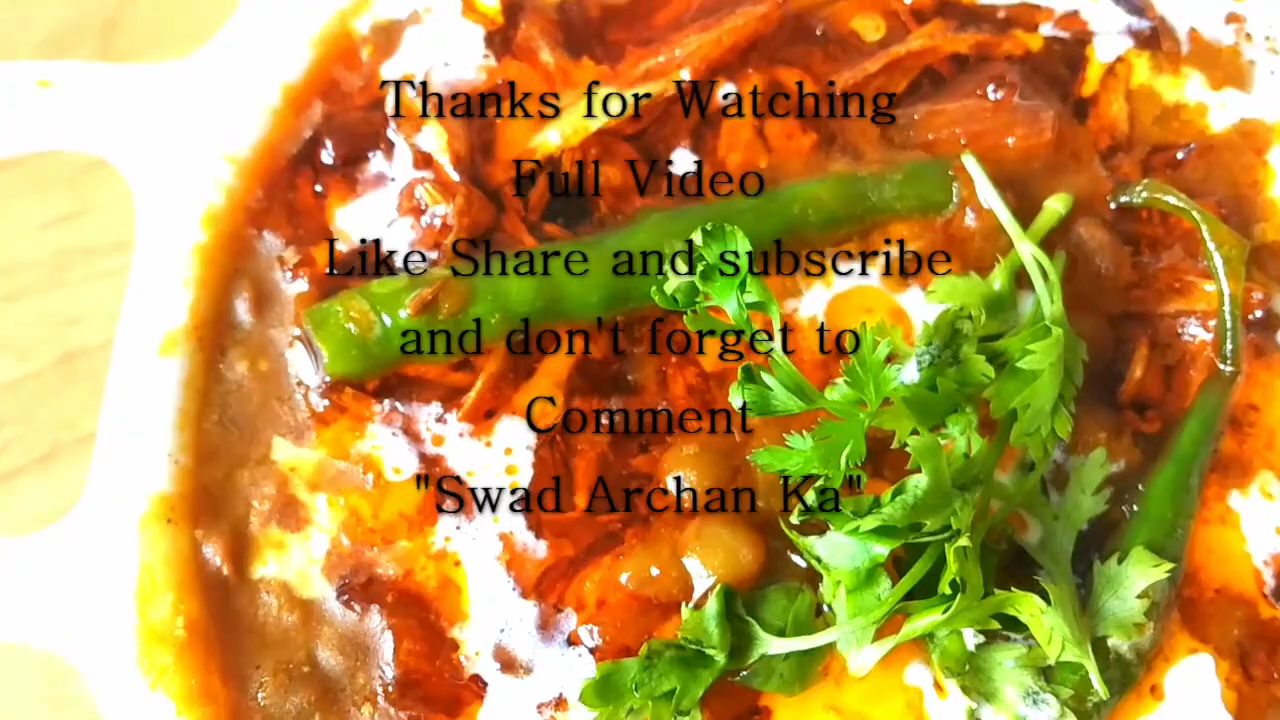 Thanks for Watching
Full Video
Like Share and subscribe
and don't forget to
Comment
"Swad Archan Ka"